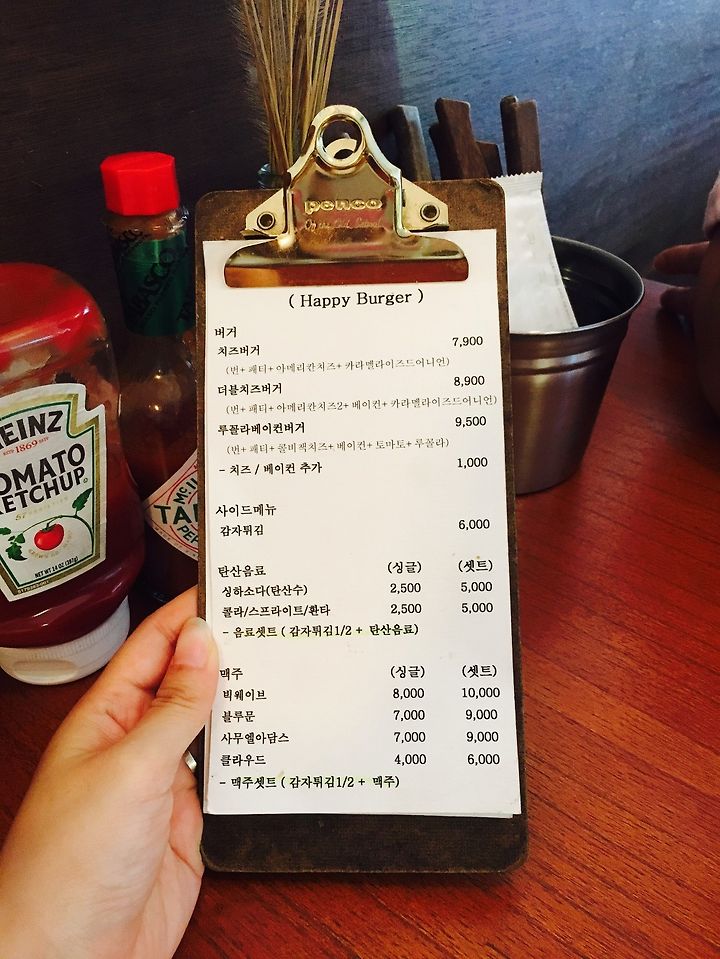 penco
( Happy Burger )
버거
치즈버거 7,900
(번+ 패티+ 아메리칸치즈+ 카라멜라이즈드어니언)
더블치즈버거 8,900
(번+ 패티+ 아메리칸치즈2+ 베이컨+ 카라멜라이즈드어니언)
루꼴라베이컨버거 9,500
(번+ 패티+ 콜비잭치즈+ 베이컨+ 토마토+ 루꼴라)
- 치즈 / 베이컨 추가 1,000
사이드메뉴
감자튀김 6,000
탄산음료 (싱글) (셋트)
싱하소다(탄산수) 2,500 5,000
콜라/스프라이트/환타 2,500 5,000
- 음료셋트 ( 감자튀김1/2 + 탄산음료)
맥주 (싱글) (셋트)
빅웨이브 8,000 10,000
블루문 7,000 9,000
사무엘아담스 7,000 9,000
클라우드 4,000 6,000
- 맥주셋트 ( 감자튀김1/2 + 맥주)
EINZ
ESTD 1869
TOMATO
KETCHUP
57
NET WT 14 OZ (397g)
TABASCO
McIL
TA
PEP